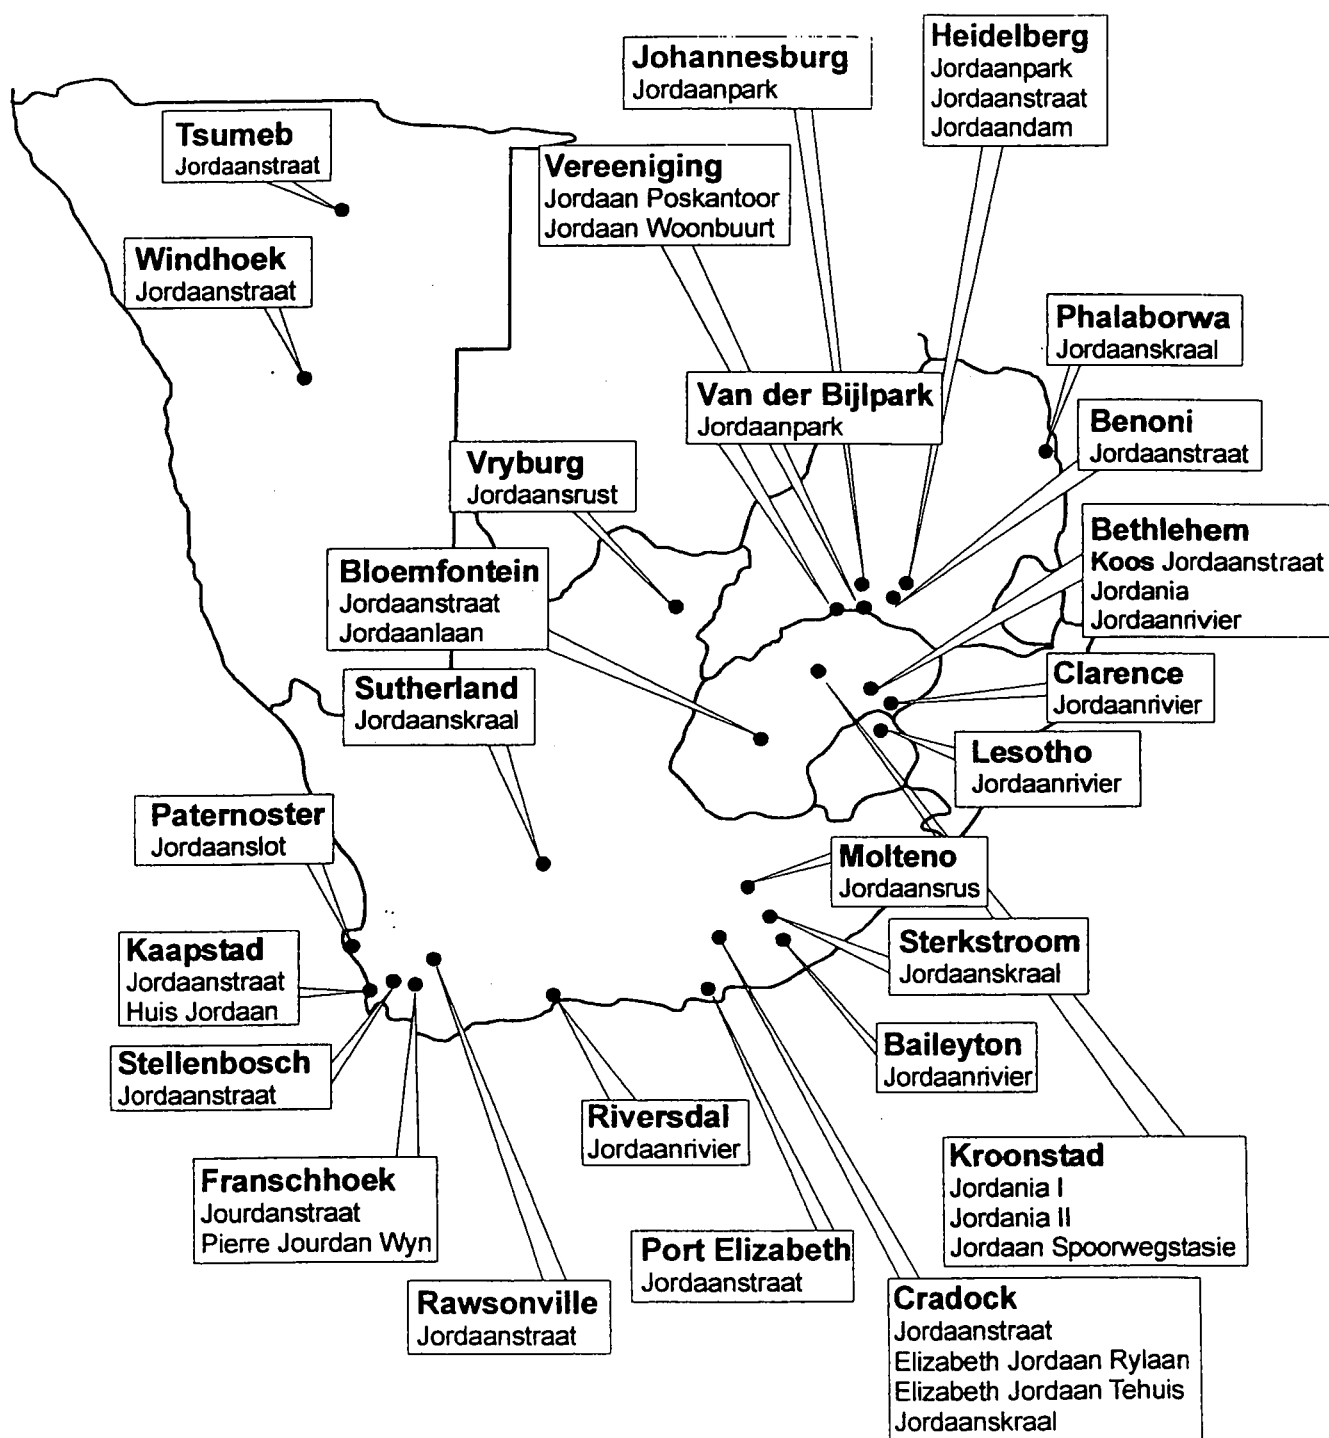 Johannesburg
Jordaanpark
Heidelberg
Jordaanpark
Jordaanstraat
Jordaandam
Tsumeb
Jordaanstraat
Vereeniging
Jordaan Poskantoor
Jordaan Woonbuurt
Windhoek
Jordaanstraat
Phalaborwa
Jordaanskraal
Van der Bijlpark
Jordaanpark
Benoni
Jordaanstraat
Vryburg
Jordaansrust
Bethlehem
Koos Jordaanstraat
Jordania
Jordaanrivier
Bloemfontein
Jordaanstraat
Jordaanlaan
Clarence
Jordaanrivier
Sutherland
Jordaanskraal
Lesotho
Jordaanrivier
Paternoster
Jordaanslot
Molteno
Jordaansrus
Kaapstad
Jordaanstraat
Huis Jordaan
Sterkstroom
Jordaanskraal
Stellenbosch
Jordaanstraat
Baileyton
Jordaanrivier
Riversdal
Jordaanrivier
Franschhoek
Jourdanstraat
Pierre Jourdan Wyn
Kroonstad
Jordania I
Jordania II
Jordaan Spoorwegstasie
Port Elizabeth
Jordaanstraat
Rawsonville
Jordaanstraat
Cradock
Jordaanstraat
Elizabeth Jordaan Rylaan
Elizabeth Jordaan Tehuis
Jordaanskraal